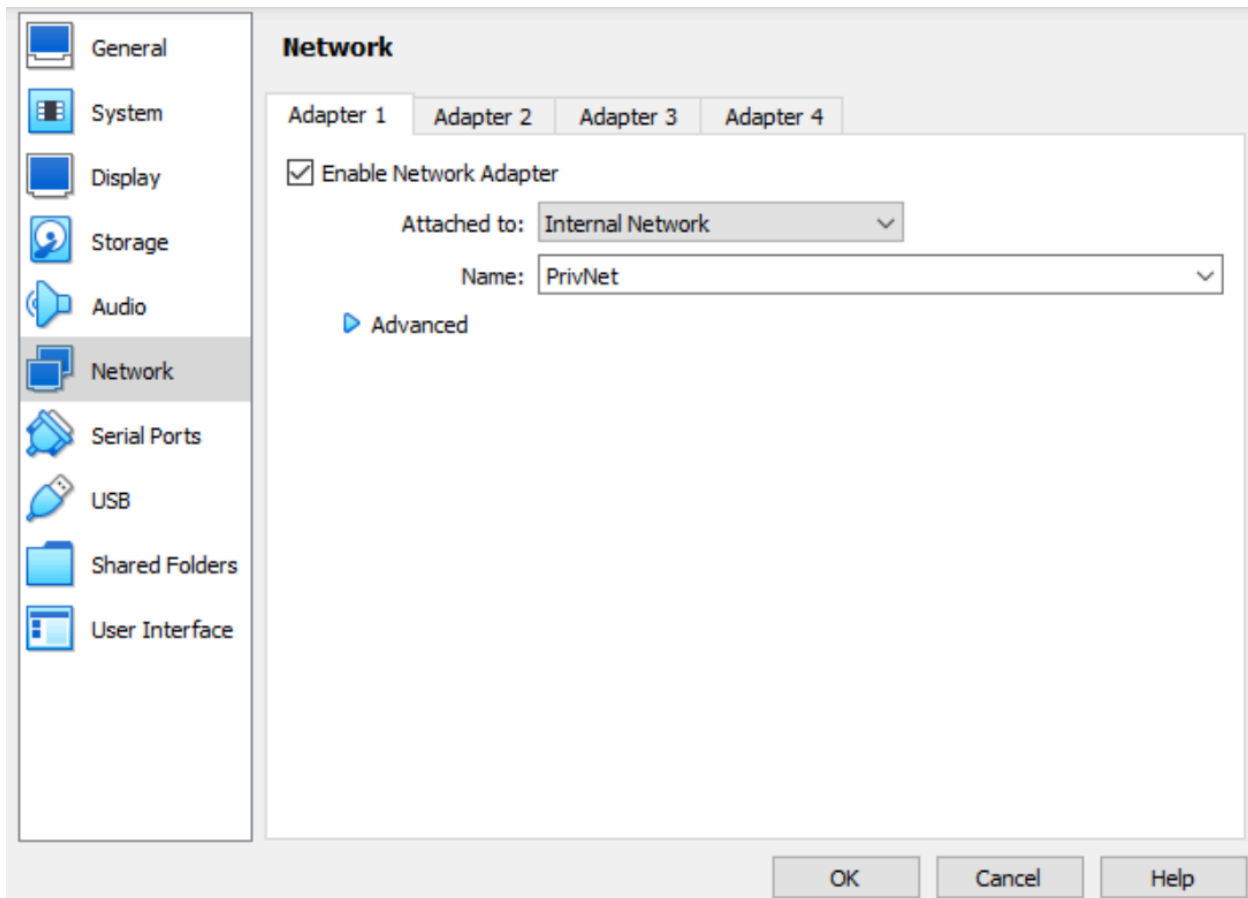 General
System
Display
Storage
Audio
Network
Serial Ports
USB
Shared Folders
User Interface
Network
Adapter 1 Adapter 2 Adapter 3 Adapter 4
Enable Network Adapter
Attached to: Internal Network
Name: PrivNet
Advanced
OK Cancel Help